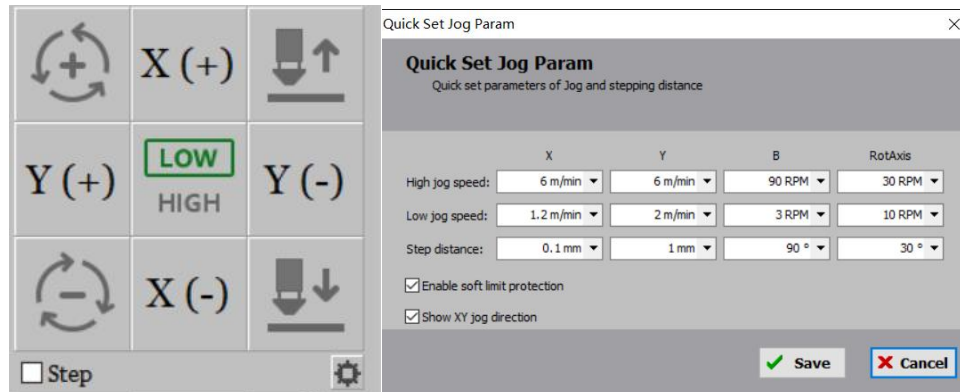 X (+)
Y (+)
LOW
HIGH
Y (-)
X (-)
Step
Quick Set Jog Param
Quick Set Jog Param
Quick set parameters of Jog and stepping distance
X Y B RotAxis
High jog speed: 6 m/min 6 m/min 90 RPM 30 RPM
Low jog speed: 1.2 m/min 2 m/min 3 RPM 10 RPM
Step distance: 0.1 mm 1 mm 90 ° 30 °
Enable soft limit protection
Show XY jog direction
Save Cancel